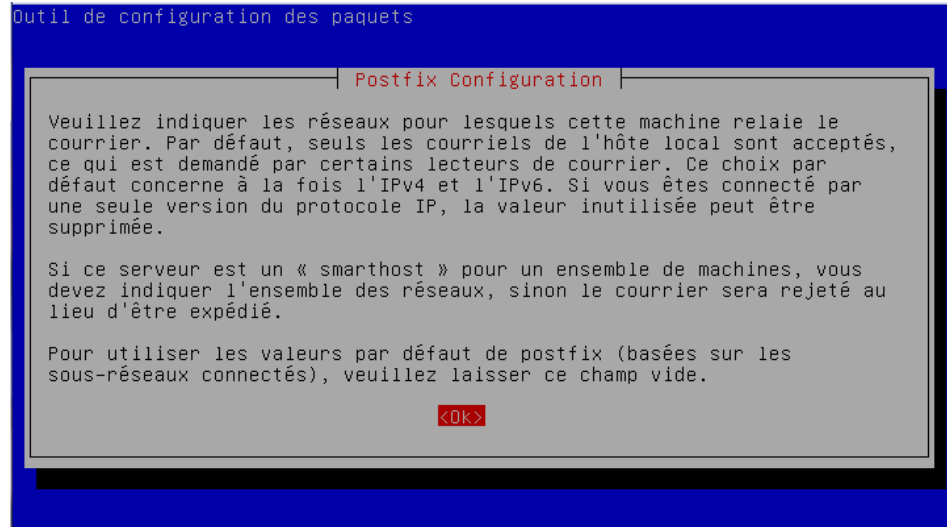 Outil de configuration des paquets
Postfix Configuration
Veuillez indiquer les réseaux pour lesquels cette machine relaie le
courrier. Par défaut, seuls les courriels de l'hôte local sont acceptés,
ce qui est demandé par certains lecteurs de courrier. Ce choix par
défaut concerne à la fois l'IPv4 et l'IPv6. Si vous êtes connecté par
une seule version du protocole IP, la valeur inutilisée peut être
supprimée.
Si ce serveur est un « smarthost » pour un ensemble de machines, vous
devez indiquer l'ensemble des réseaux, sinon le courrier sera rejeté au
lieu d'être expédié.
Pour utiliser les valeurs par défaut de postfix (basées sur les
sous-réseaux connectés), veuillez laisser ce champ vide.
<Ok>